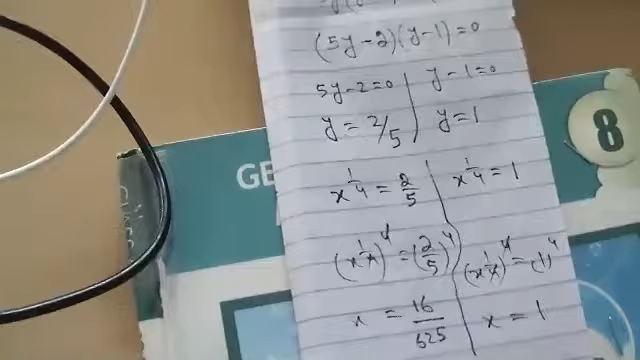 (5y-2)(y-1)=0
5y-2=0 | y-1=0
y=2/5 | y=1
x^(1/4) = 2/5 | x^(1/4) = 1
(x^(1/4))^4 = (2/5)^4 | (x^(1/4))^4 = (1)^4
x = 16/625 | x = 1
GE
8